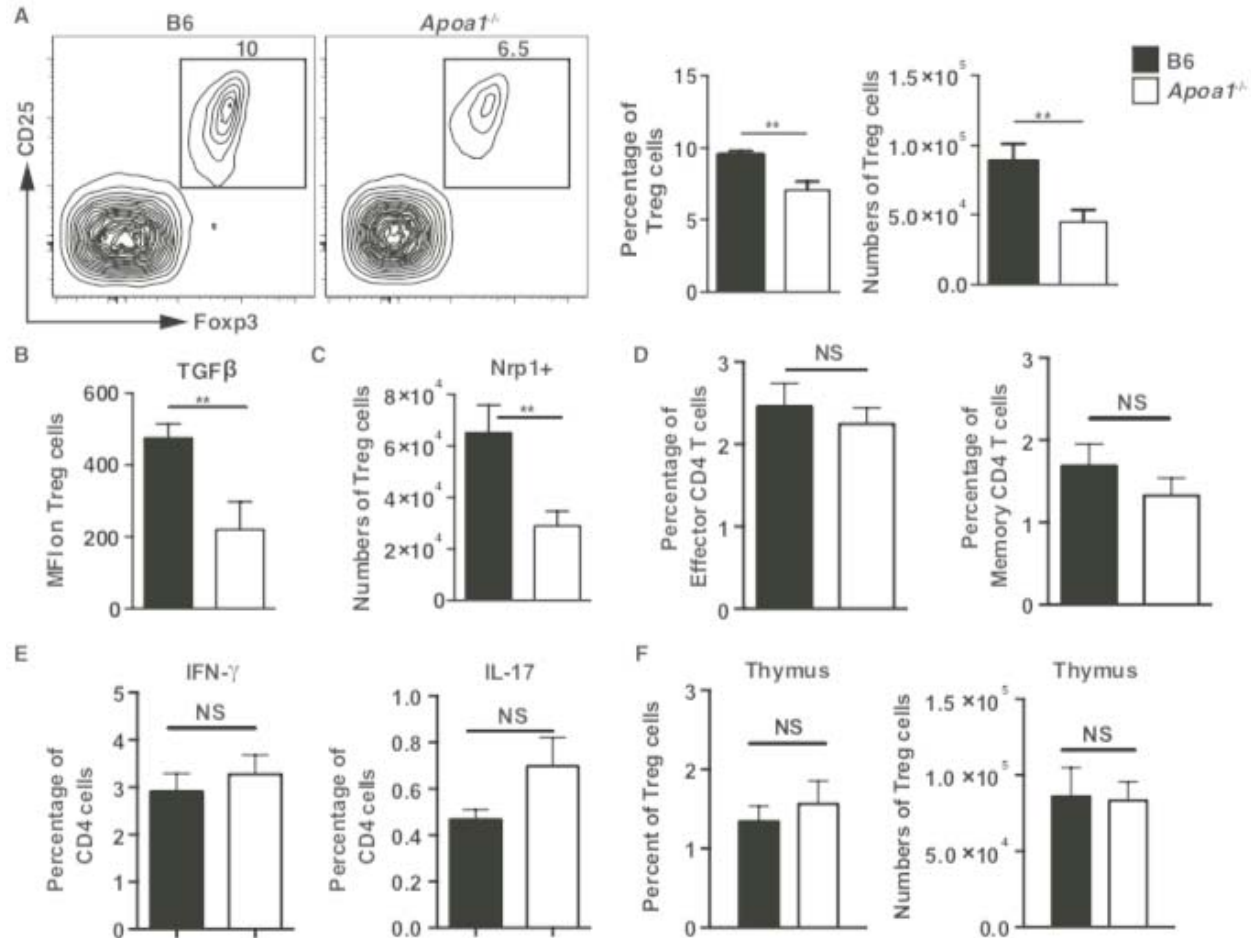 A
B6
Apoa1-/-
10
6.5
CD25
Foxp3
Percentage of
Treg cells
15
10
5
0
**
Numbers of Treg cells
1.5×10^5
1.0×10^5
5.0×10^4
0.0
**
B6
Apoa1-/-
B
TGFβ
MFI on Treg cells
600
400
200
0
**
C
Nrp1+
Numbers of Treg cells
8×10^4
6×10^4
4×10^4
2×10^4
0
**
D
Percentage of
Effector CD4 T cells
3
2
1
0
NS
Percentage of
Memory CD4 T cells
3
2
1
0
NS
E
IFN-γ
Percentage of
CD4 cells
5
4
3
2
1
0
NS
IL-17
Percentage of
CD4 cells
1.0
0.8
0.6
0.4
0.2
0.0
NS
F
Thymus
Percent of Treg cells
3
2
1
0
NS
Thymus
Numbers of Treg cells
1.5×10^5
1.0×10^5
5.0×10^4
0.0
NS